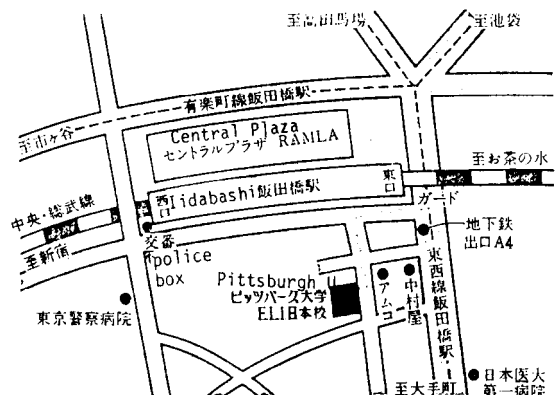 至高田馬場
至池袋
有楽町線飯田橋駅
至市ヶ谷
Central Plaza
セントラルプラザ RAMLA
至お茶の水
中央・総武線
西口
Iidabashi飯田橋駅
東口
ガード
至新宿
交番
police
box
地下鉄
出口A4
Pittsburgh U
ピッツバーグ大学
ELI日本校
アムコ
中村屋
東西線飯田橋駅
東京警察病院
至大手町
日本医大
第一病院